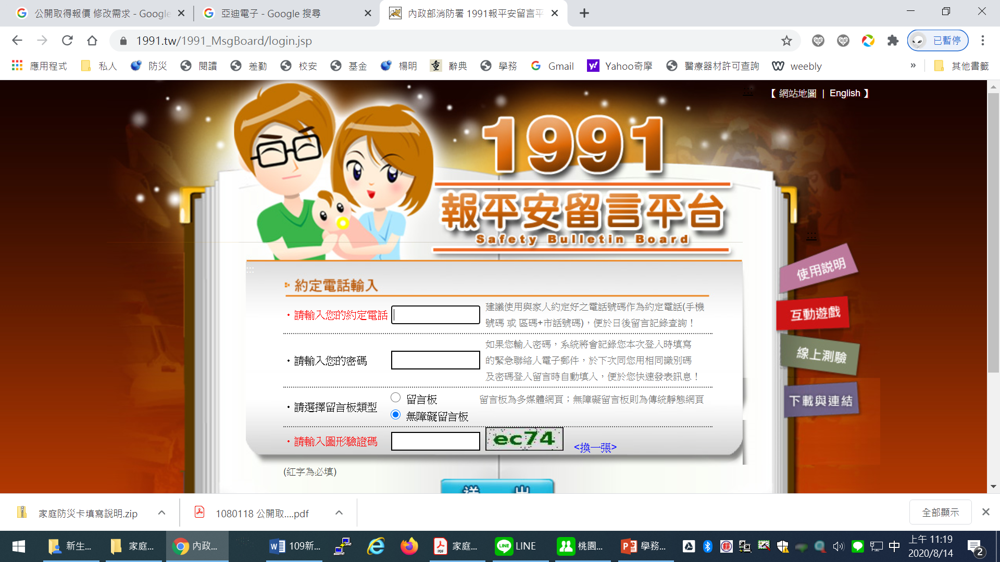 公開取得報價 修改需求 - Google
亞迪電子 - Google 搜尋
內政部消防署 1991報平安留言平
1991.tw/1991_MsgBoard/login.jsp
已暫停
應用程式
私人
防災
閱讀
差勤
校安
基金
楊明
重
辭典
學務
Gmail
Yahoo奇摩
醫療器材許可查詢
weebly
»
其他書籤
【 網站地圖 | English 】
1991
報平安留言平台
Safety Bulletin Board
使用説明
互動遊戲
線上測驗
下載與連結
約定電話輸入
・請輸入您的約定電話
建議使用與家人約定好之電話號碼作為約定電話(手機
號碼 或 區碼+市話號碼)，便於日後留言記錄查詢！
・請輸入您的密碼
如果您輸入密碼，系統將會記錄您本次登入時填寫
的緊急聯絡人電子郵件，於下次同您用相同識別碼
及密碼登入留言時自動填入，便於您快速發表訊息！
・請選擇留言板類型
留言板
留言板為多媒體網頁；無障礙留言板則為傳統靜態網頁
無障礙留言板
・請輸入圖形驗證碼
ec74
<換一張>
(紅字為必填)
送 出
家庭防災卡填寫說明.zip
1080118 公開取....pdf
全部顯示
新生...
家庭...
內政...
109新...
家庭...
LINE
桃園...
學務...
中
上午 11:19
2020/8/14
2